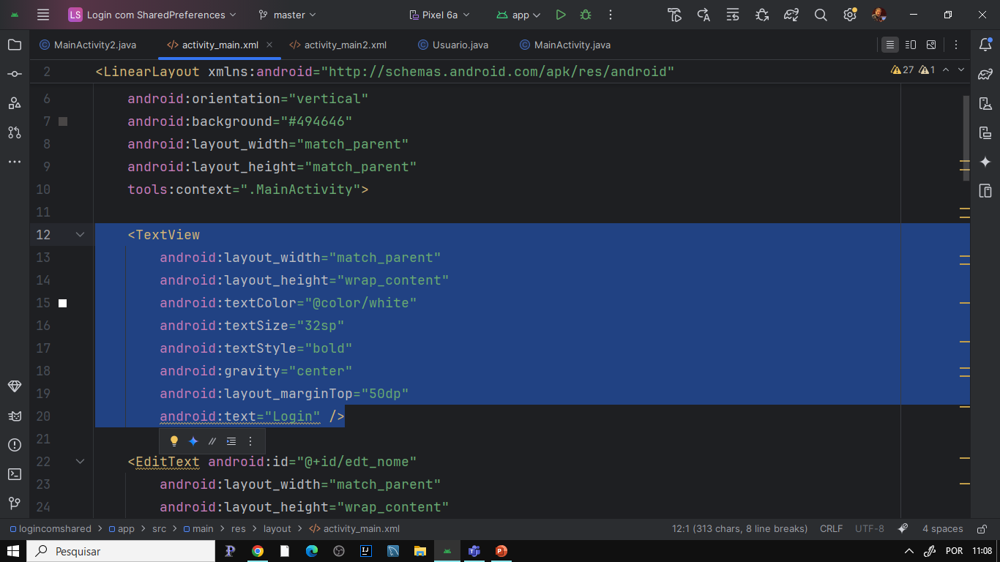 LS Login com SharedPreferences master Pixel 6a app
MainActivity2.java activity_main.xml activity_main2.xml Usuario.java MainActivity.java
2 <LinearLayout xmlns:android="http://schemas.android.com/apk/res/android" 27 1
6 android:orientation="vertical"
7 android:background="#494646"
8 android:layout_width="match_parent"
9 android:layout_height="match_parent"
10 tools:context=".MainActivity">
11
12 <TextView
13 android:layout_width="match_parent"
14 android:layout_height="wrap_content"
15 android:textColor="@color/white"
16 android:textSize="32sp"
17 android:textStyle="bold"
18 android:gravity="center"
19 android:layout_marginTop="50dp"
20 android:text="Login" />
21
22 <EditText android:id="@+id/edt_nome"
23 android:layout_width="match_parent"
24 android:layout_height="wrap_content"
logincomshared > app > src > main > res > layout > activity_main.xml 12:1 (313 chars, 8 line breaks) CRLF UTF-8 4 spaces
Pesquisar POR 11:08